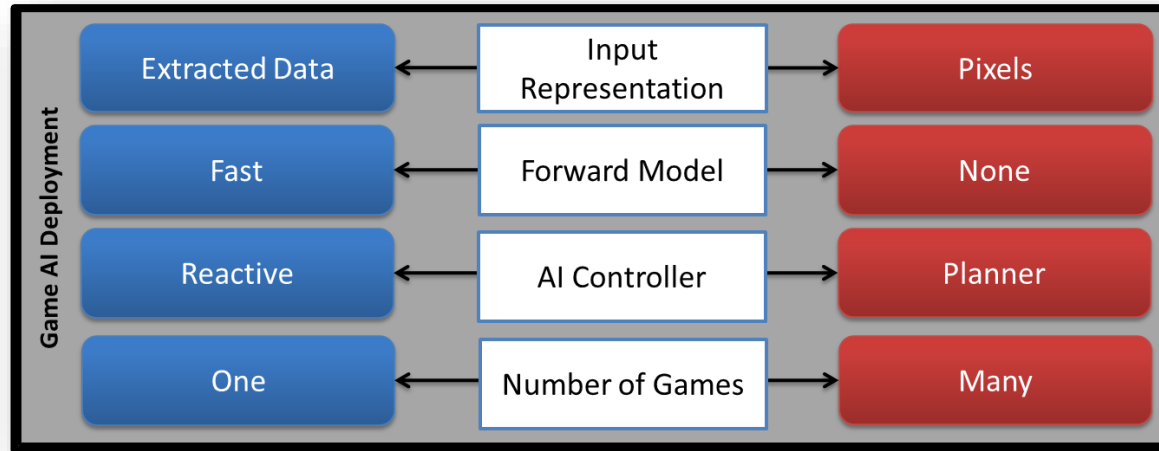 Game AI Deployment
Extracted Data
Input
Representation
Pixels
Fast
Forward Model
None
Reactive
AI Controller
Planner
One
Number of Games
Many